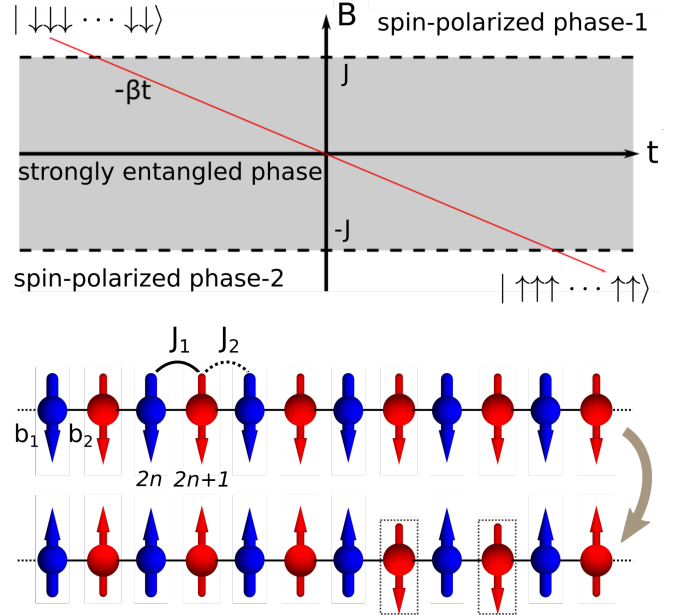 | ↓↓↓ ··· ↓↓⟩
B
spin-polarized phase-1
J
-βt
t
strongly entangled phase
-J
spin-polarized phase-2
| ↑↑↑ ··· ↑↑⟩
J₁ J₂
b₁ b₂
2n 2n+1